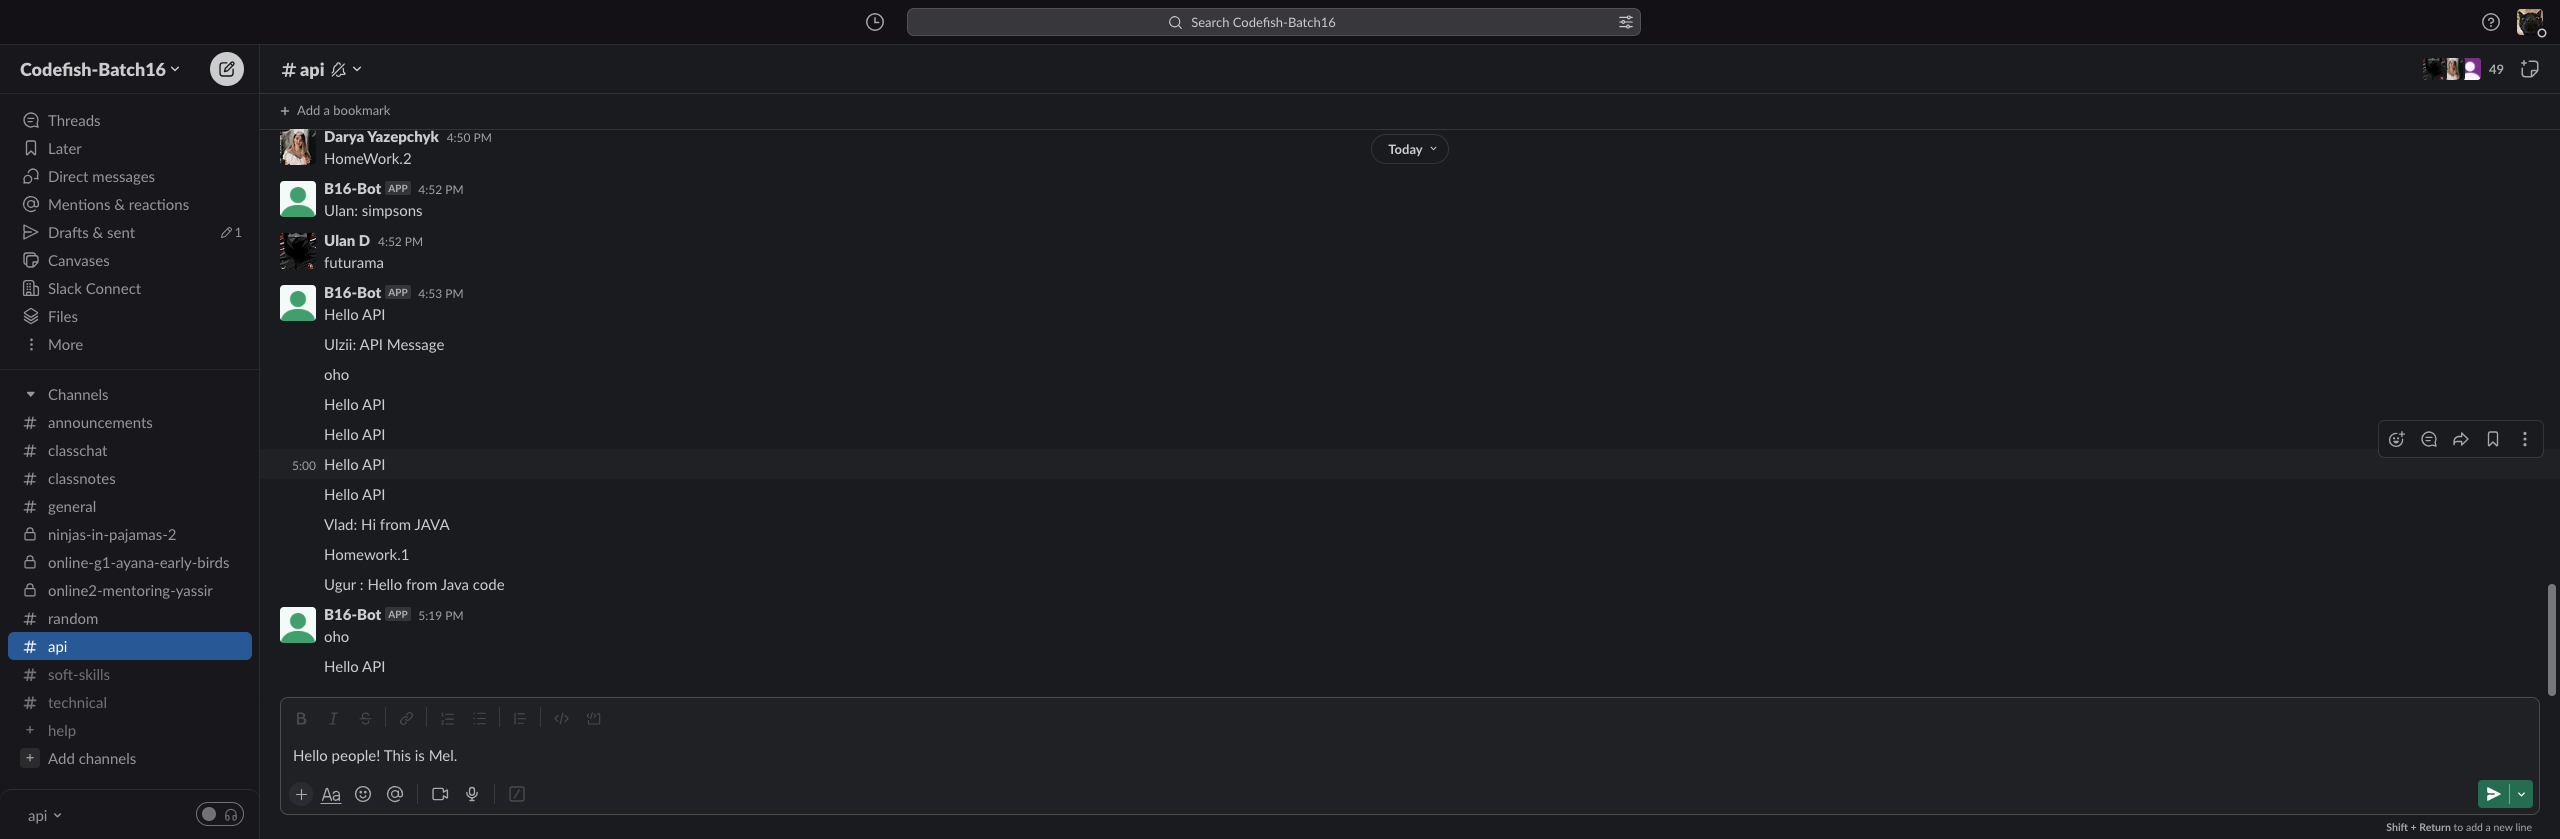 Search Codefish-Batch16
Codefish-Batch16
Threads
Later
Direct messages
Mentions & reactions
Drafts & sent 1
Canvases
Slack Connect
Files
More
Channels
# announcements
# classchat
# classnotes
# general
ninjas-in-pajamas-2
online-g1-ayana-early-birds
online2-mentoring-yassir
# random
# api
# soft-skills
# technical
+ help
+ Add channels
api
# api
49
+ Add a bookmark
Today
Darya Yazepchyk 4:50 PM
HomeWork.2
B16-Bot APP 4:52 PM
Ulan: simpsons
Ulan D 4:52 PM
futurama
B16-Bot APP 4:53 PM
Hello API
Ulzii: API Message
oho
Hello API
Hello API
5:00 Hello API
Hello API
Vlad: Hi from JAVA
Homework.1
Ugur : Hello from Java code
B16-Bot APP 5:19 PM
oho
Hello API
B I S
Hello people! This is Mel.
+ Aa
Shift + Return to add a new line